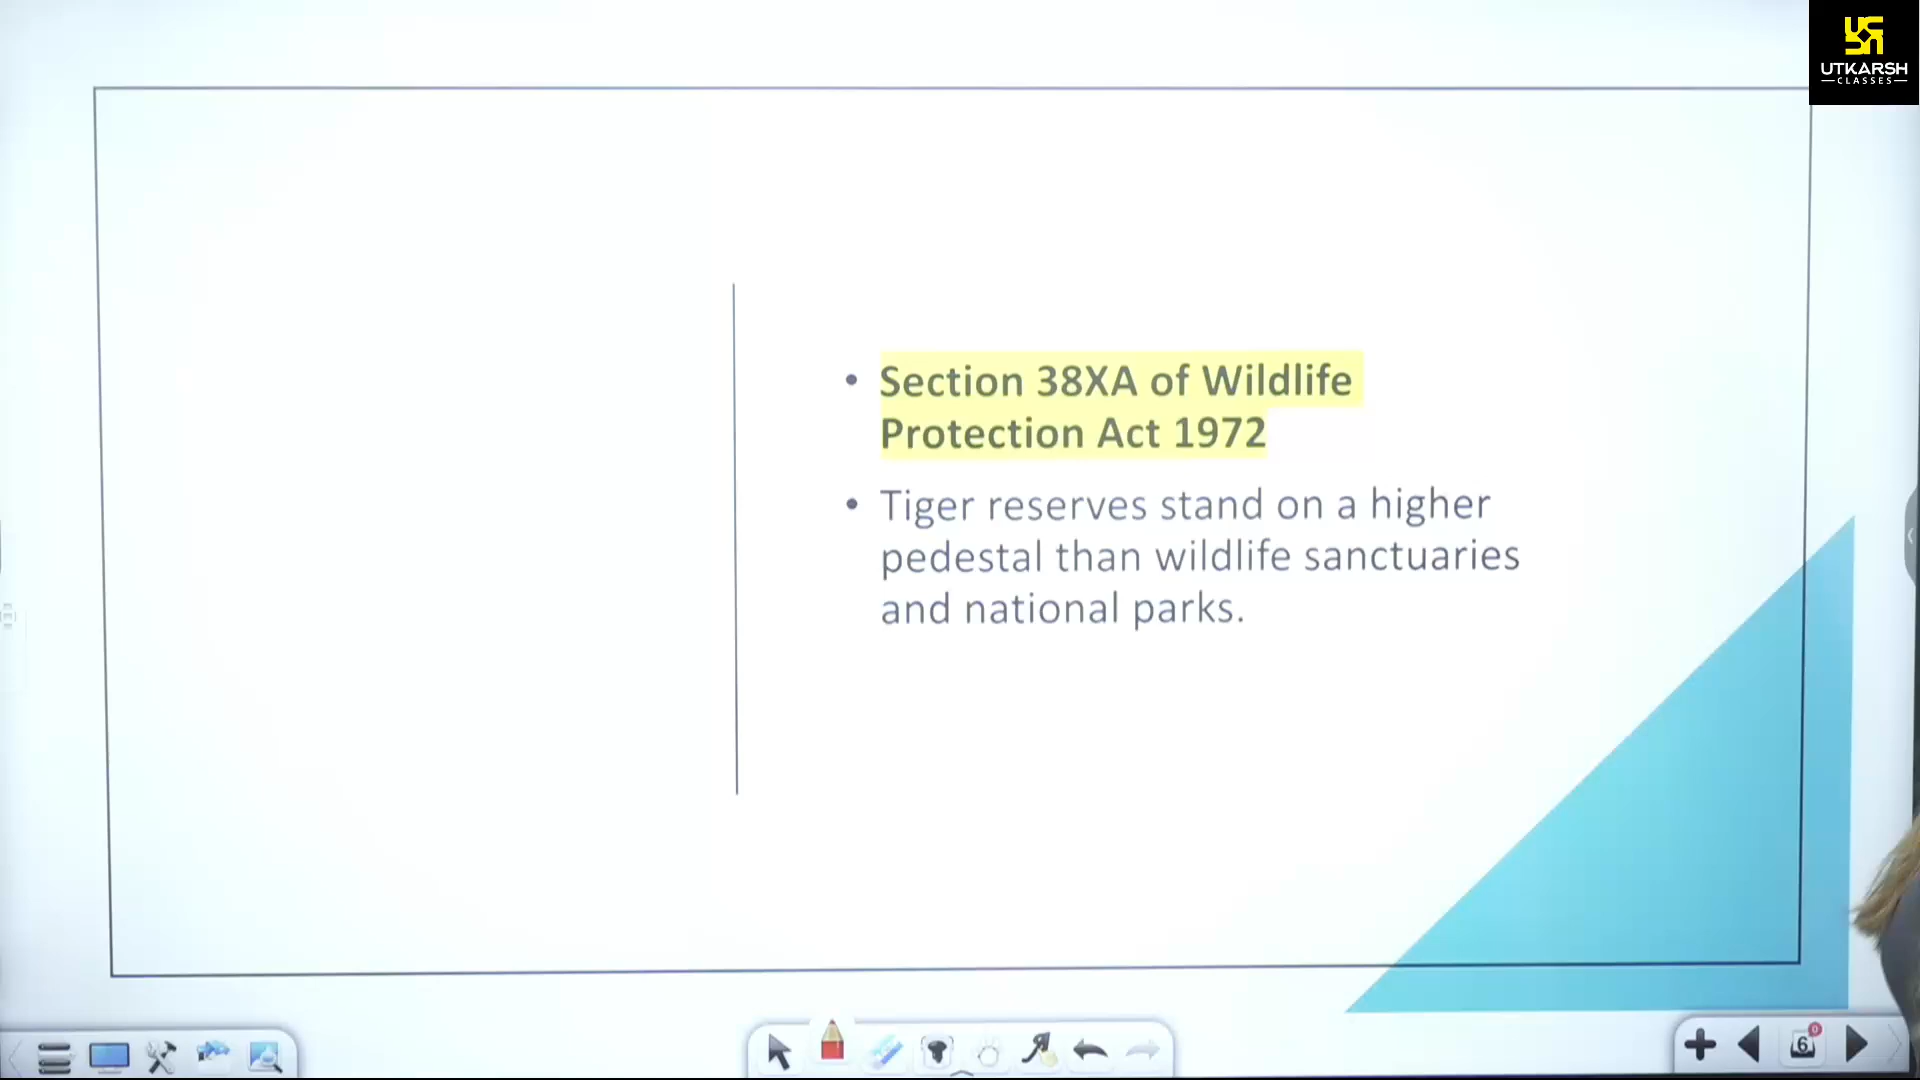 UTKARSH
CLASSES
• Section 38XA of Wildlife
Protection Act 1972
• Tiger reserves stand on a higher
pedestal than wildlife sanctuaries
and national parks.
6
0